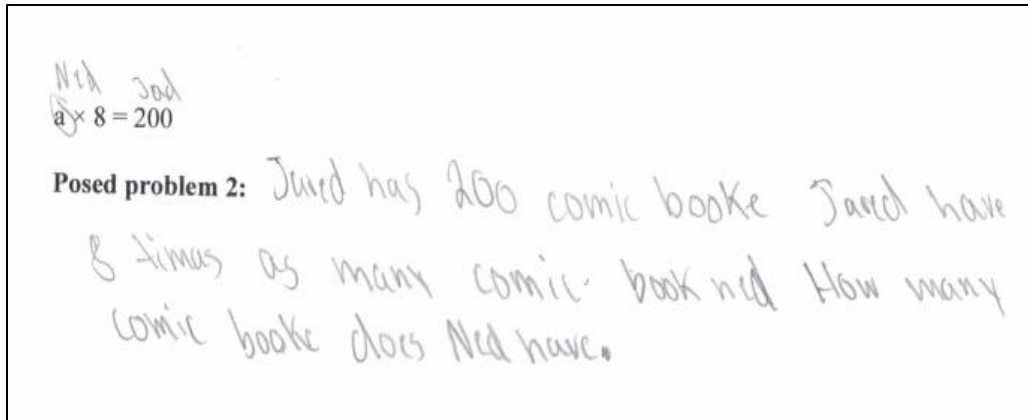 Ned Jad
a × 8 = 200
Posed problem 2: Jared has 200 comic booke Jared have
8 timas as many comic book ned How many
comic booke does Ned have.